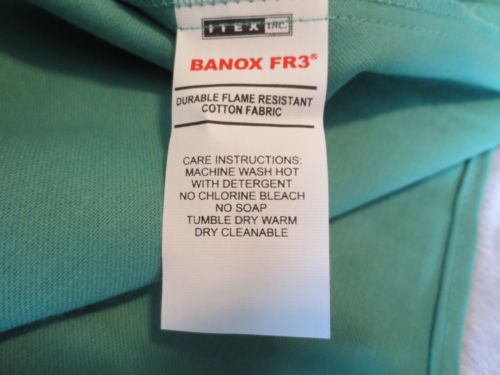 ITEX INC.
BANOX FR3®
DURABLE FLAME RESISTANT
COTTON FABRIC
CARE INSTRUCTIONS:
MACHINE WASH HOT
WITH DETERGENT
NO CHLORINE BLEACH
NO SOAP
TUMBLE DRY WARM
DRY CLEANABLE